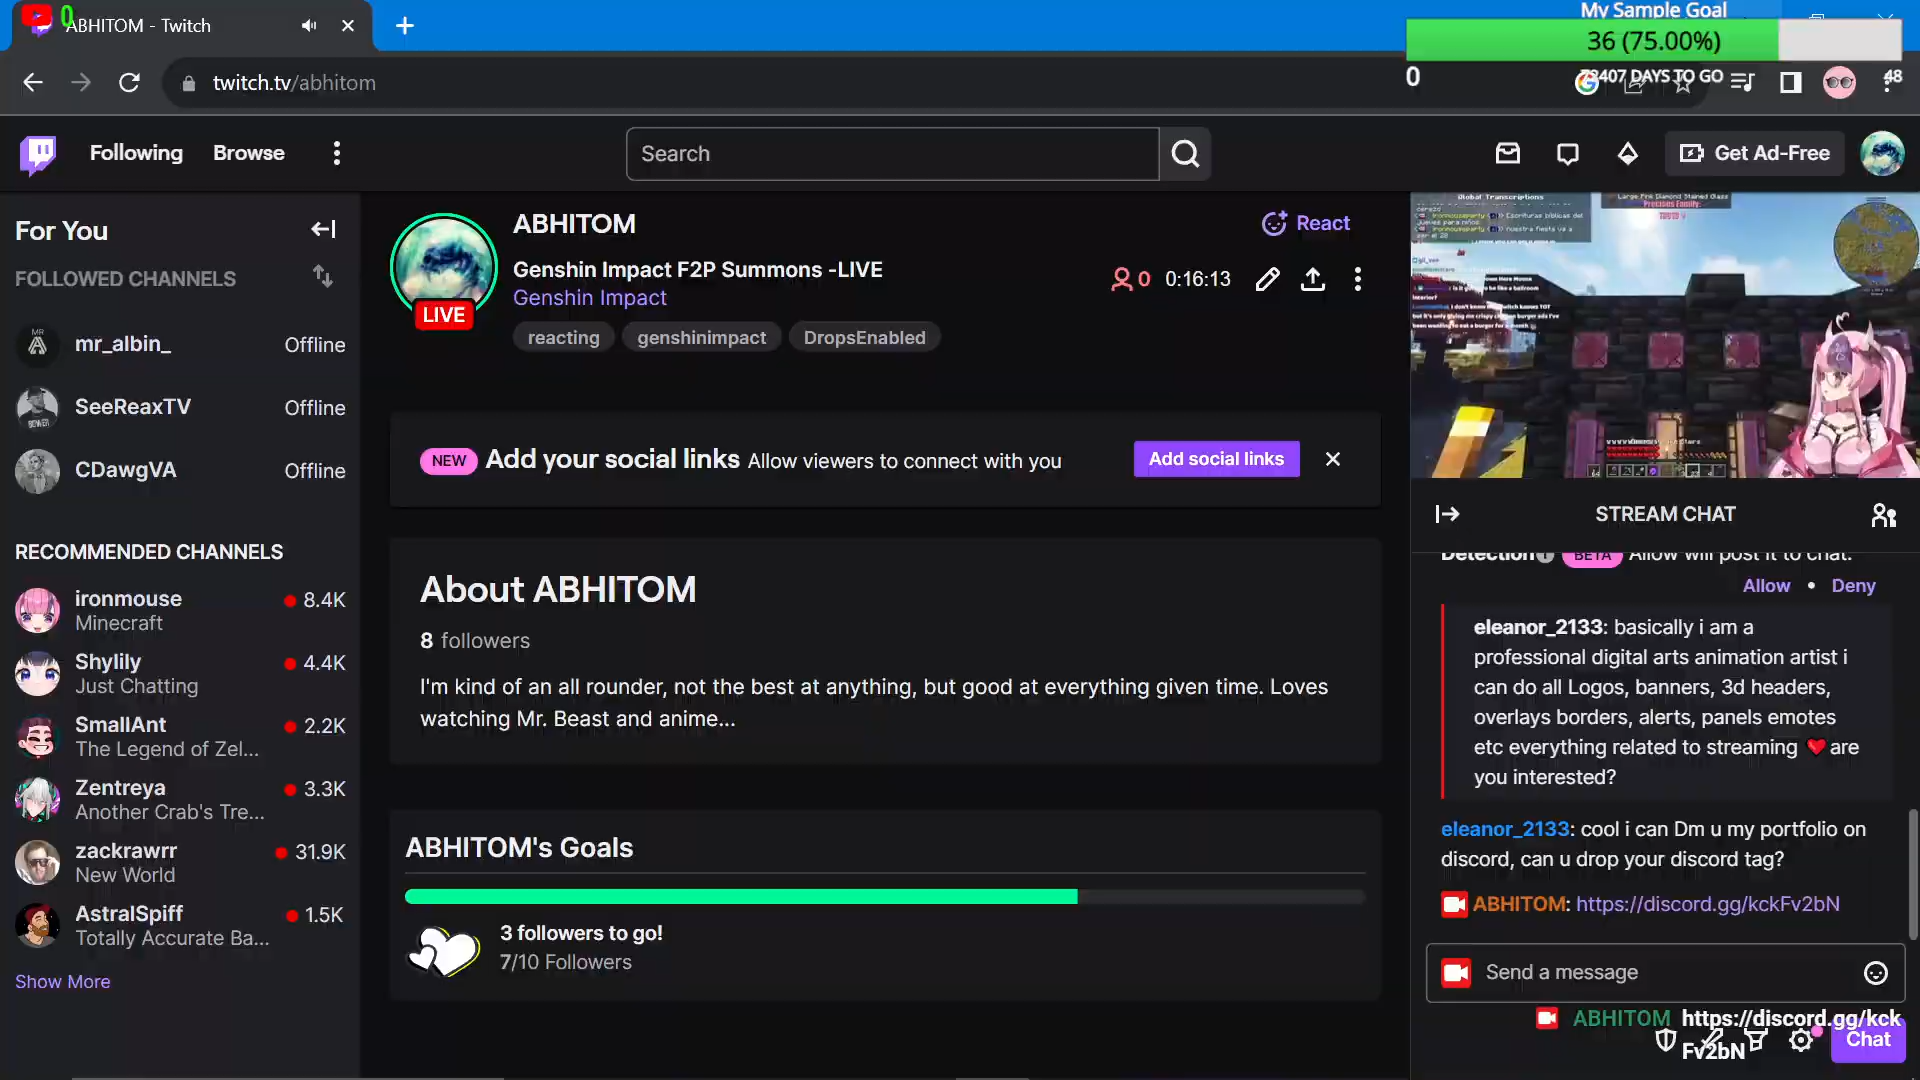 0
ABHITOM - Twitch
My Sample Goal
36 (75.00%)
0
48
twitch.tv/abhitom
Following
Browse
Search
Get Ad-Free
For You
FOLLOWED CHANNELS
mr_albin_
Offline
SeeReaxTV
Offline
CDawgVA
Offline
RECOMMENDED CHANNELS
ironmouse
8.4K
Minecraft
Shylily
4.4K
Just Chatting
SmallAnt
2.2K
The Legend of Zel...
Zentreya
3.3K
Another Crab's Tre...
zackrawrr
31.9K
New World
AstralSpiff
1.5K
Totally Accurate Ba...
Show More
LIVE
ABHITOM
React
Genshin Impact F2P Summons -LIVE
Genshin Impact
0
0:16:13
reacting
genshinimpact
DropsEnabled
NEW
Add your social links
Allow viewers to connect with you
Add social links
About ABHITOM
8 followers
I'm kind of an all rounder, not the best at anything, but good at everything given time. Loves
watching Mr. Beast and anime...
ABHITOM's Goals
3 followers to go!
7/10 Followers
Global Transcriptions
Large Pink Diamond Stained Glass
Precious Family:
STREAM CHAT
Detection
BETA
Allow will post it to chat.
Allow • Deny
eleanor_2133: basically i am a
professional digital arts animation artist i
can do all Logos, banners, 3d headers,
overlays borders, alerts, panels emotes
etc everything related to streaming ❤️are
you interested?
eleanor_2133: cool i can Dm u my portfolio on
discord, can u drop your discord tag?
ABHITOM: https://discord.gg/kckFv2bN
Send a message
ABHITOM https://discord.gg/kck
Fv2bN
Chat